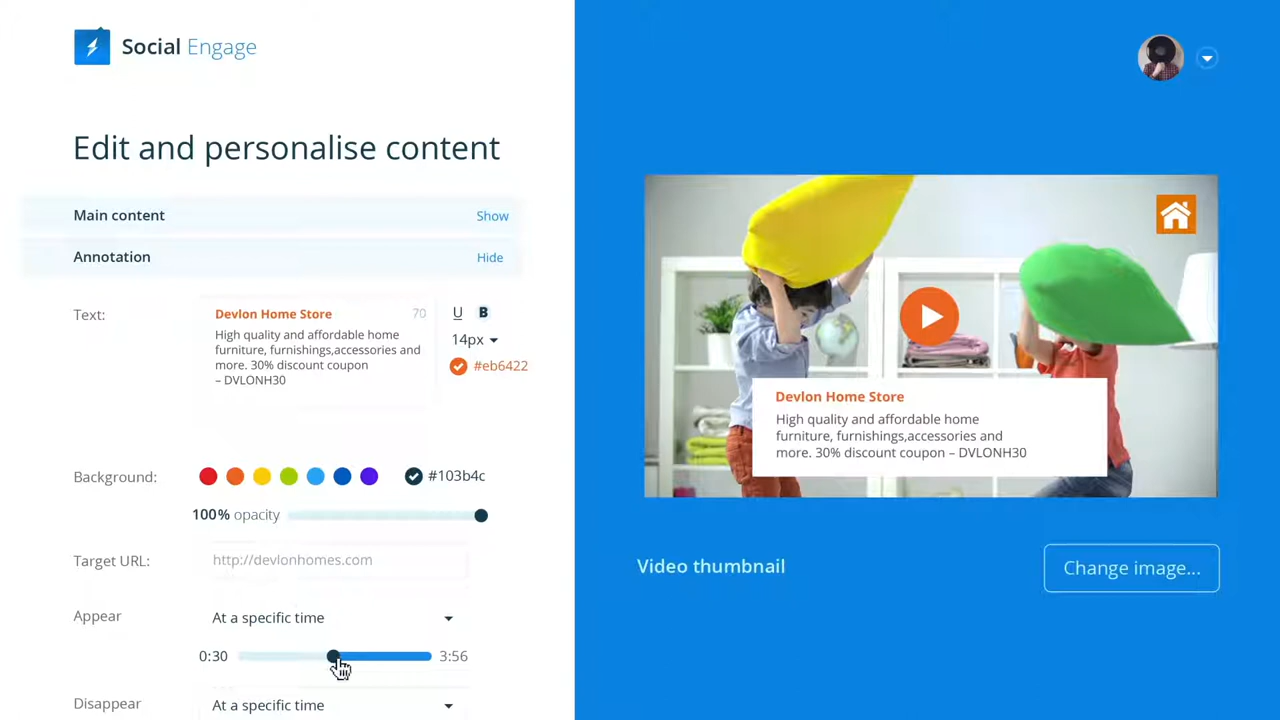 Social Engage
Edit and personalise content
Main content Show
Annotation Hide
Text:
Devlon Home Store 70
High quality and affordable home
furniture, furnishings,accessories and
more. 30% discount coupon
– DVLONH30
U B
14px
#eb6422
Background: #103b4c
100% opacity
Target URL: http://devlonhomes.com
Appear At a specific time
0:30 3:56
Disappear At a specific time
Devlon Home Store
High quality and affordable home
furniture, furnishings,accessories and
more. 30% discount coupon – DVLONH30
Video thumbnail Change image...